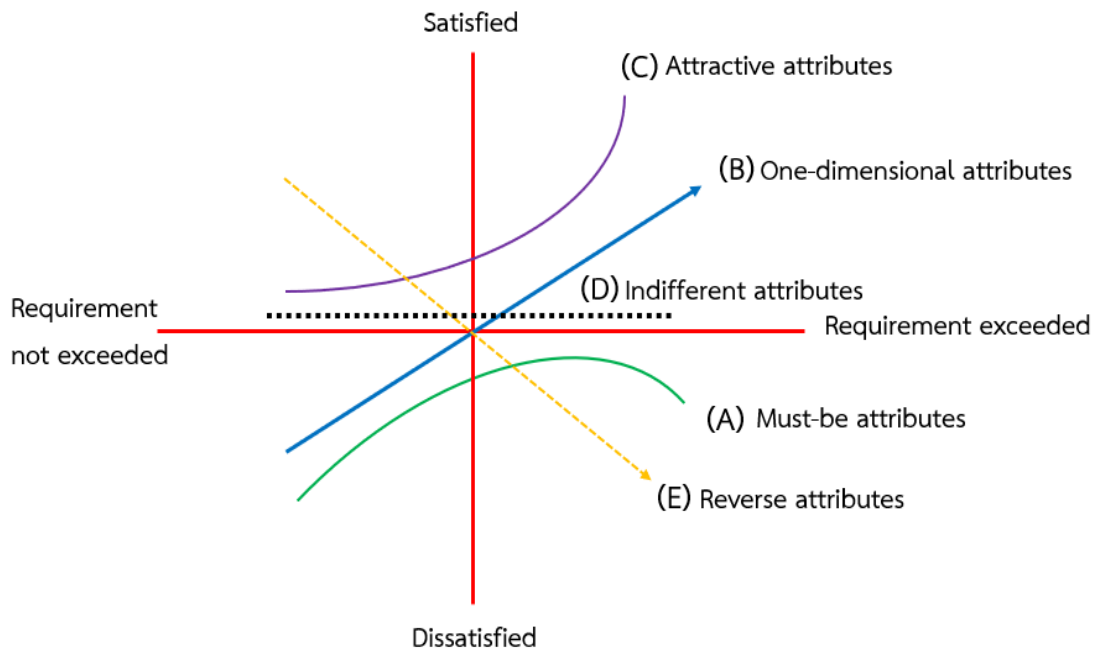 Satisfied
(C) Attractive attributes
(B) One-dimensional attributes
(D) Indifferent attributes
Requirement
not exceeded
Requirement exceeded
(A) Must-be attributes
(E) Reverse attributes
Dissatisfied